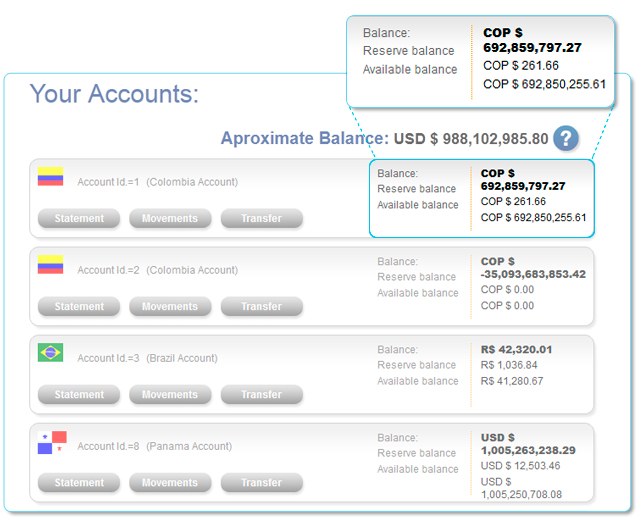 Balance: COP $
692,859,797.27
Reserve balance COP $ 261.66
Available balance COP $ 692,850,255.61
Your Accounts:
Aproximate Balance: USD $ 988,102,985.80 ?
Account Id.=1 (Colombia Account)
Statement Movements Transfer
Balance: COP $
692,859,797.27
Reserve balance COP $ 261.66
Available balance COP $ 692,850,255.61
Account Id.=2 (Colombia Account)
Statement Movements Transfer
Balance: COP $
-35,093,683,853.42
Reserve balance COP $ 0.00
Available balance COP $ 0.00
Account Id.=3 (Brazil Account)
Statement Movements Transfer
Balance: R$ 42,320.01
Reserve balance R$ 1,036.84
Available balance R$ 41,280.67
Account Id.=8 (Panama Account)
Statement Movements Transfer
Balance: USD $
1,005,263,238.29
Reserve balance USD $ 12,503.46
Available balance USD $
1,005,250,708.08